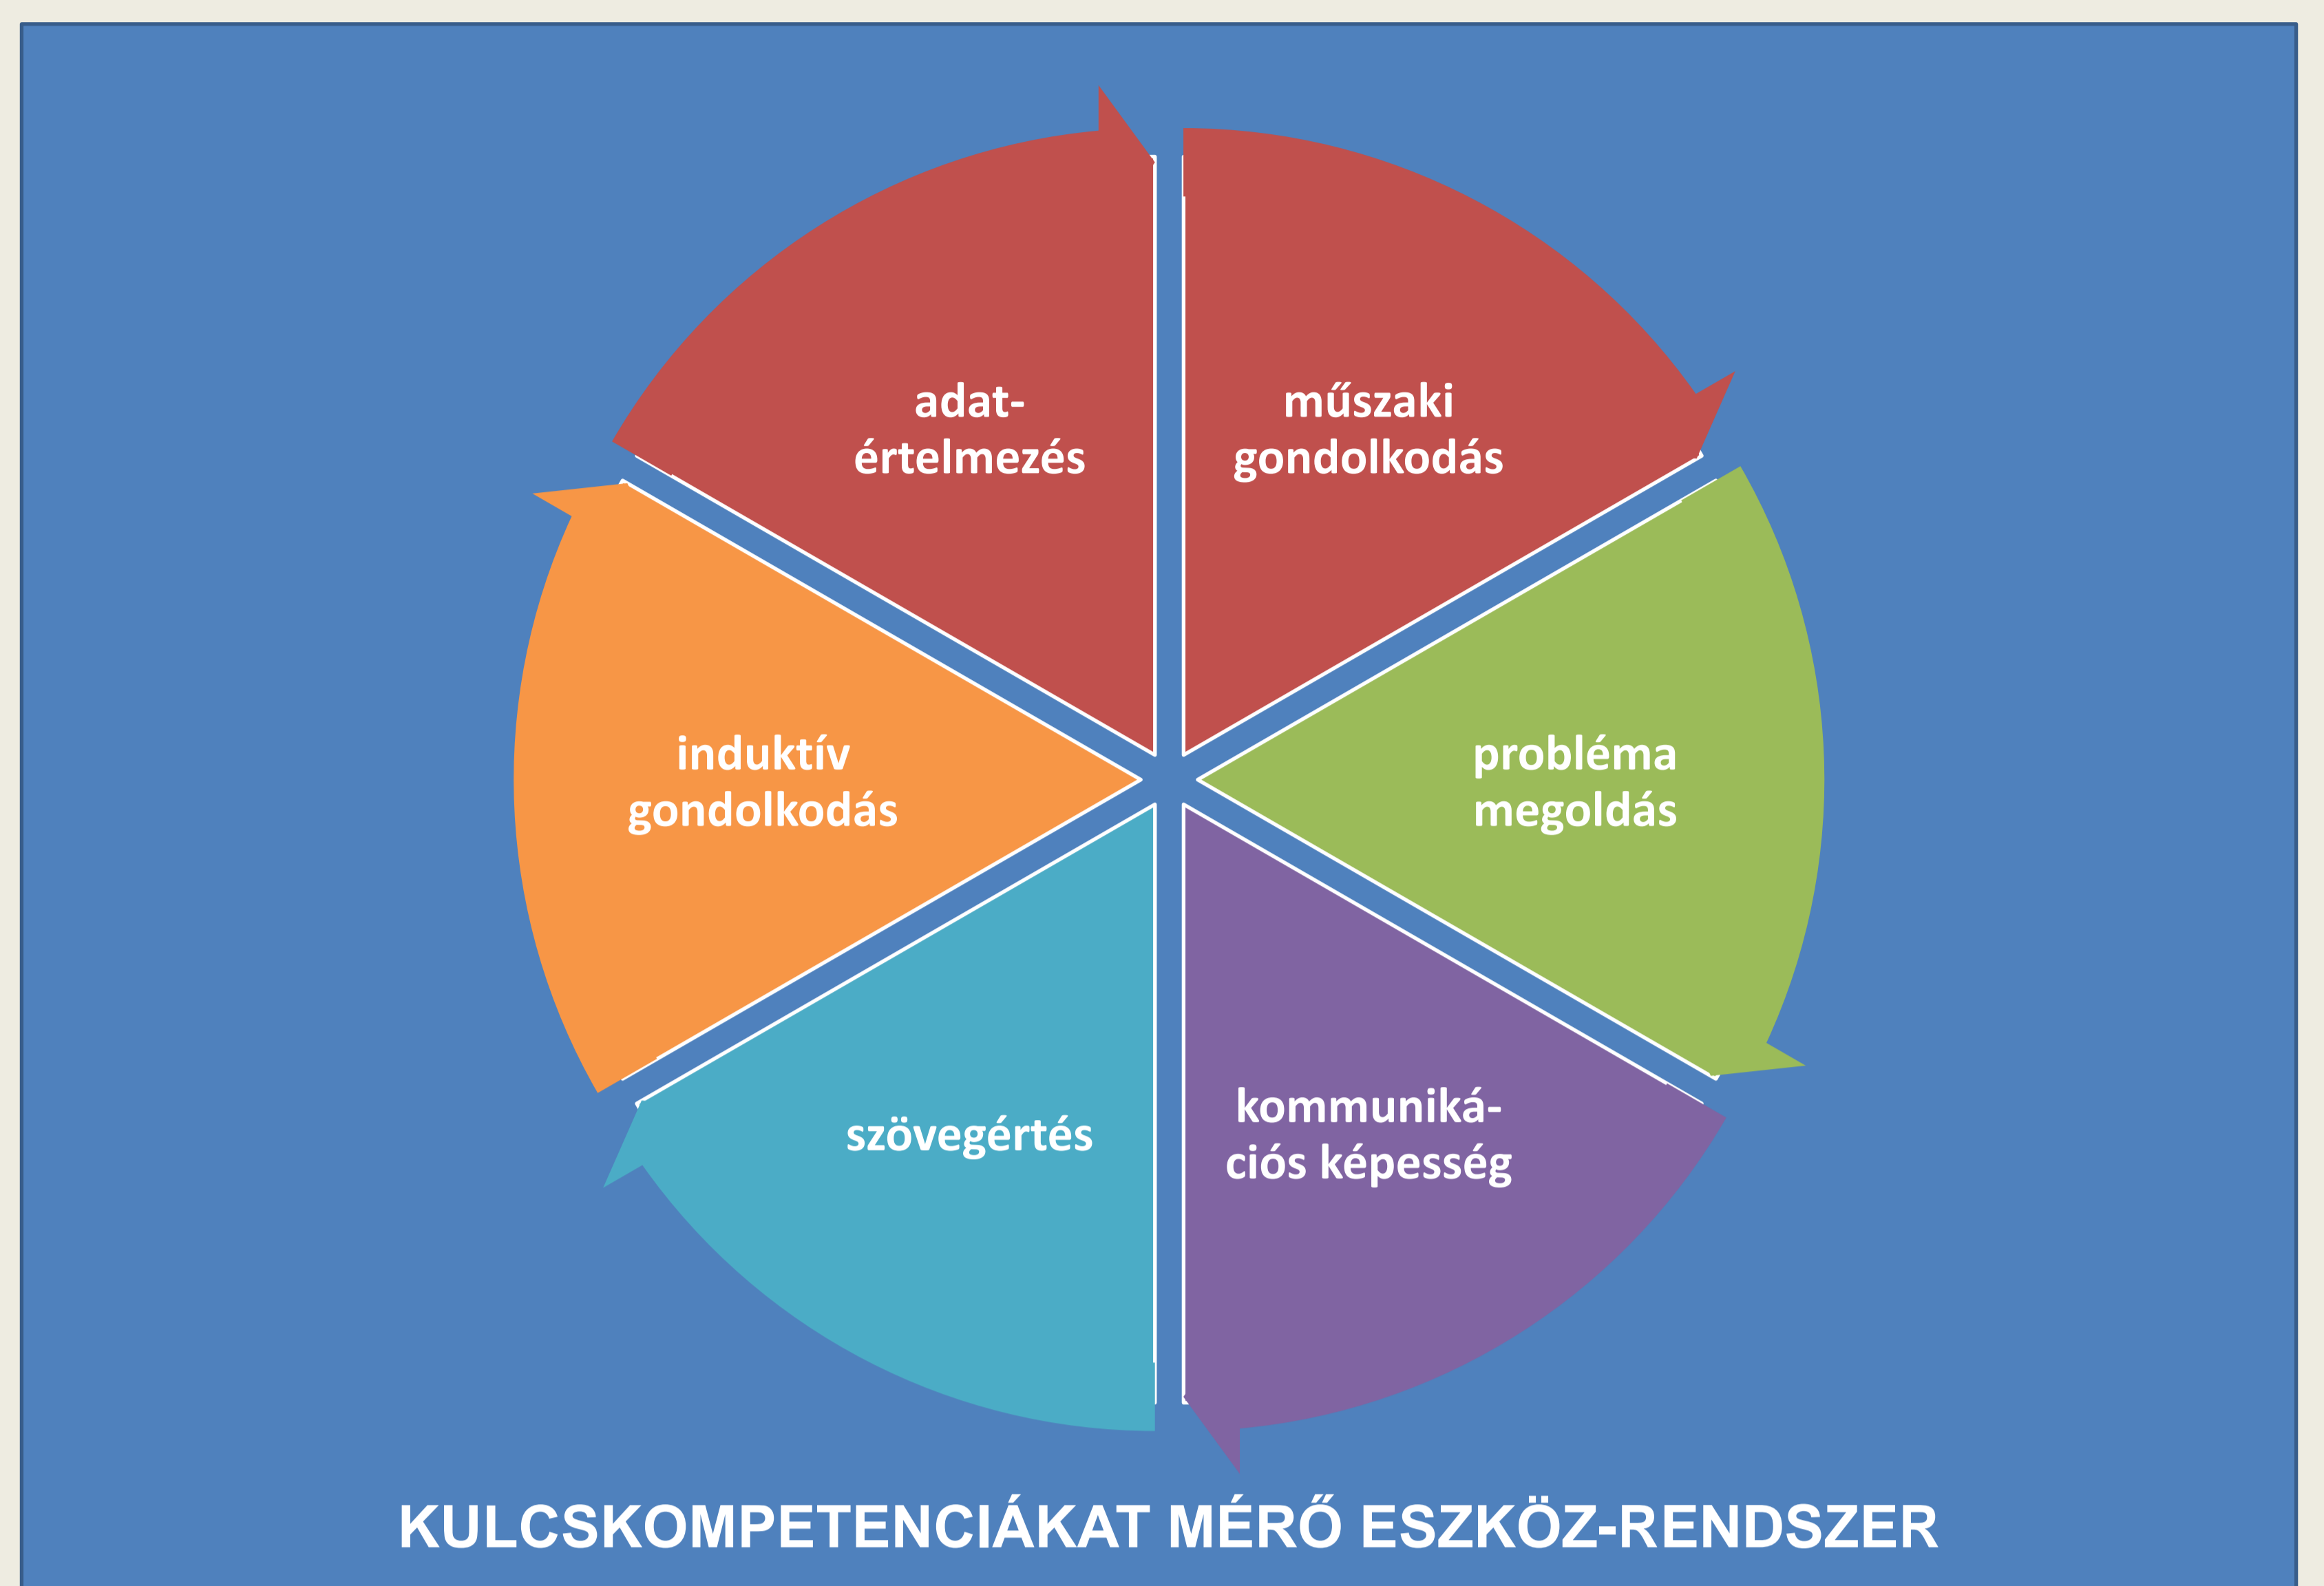 adat-
értelmezés
műszaki
gondolkodás
induktív
gondolkodás
probléma
megoldás
szövegértés
kommuniká-
ciós képesség
KULCSKOMPETENCIÁKAT MÉRŐ ESZKÖZ-RENDSZER